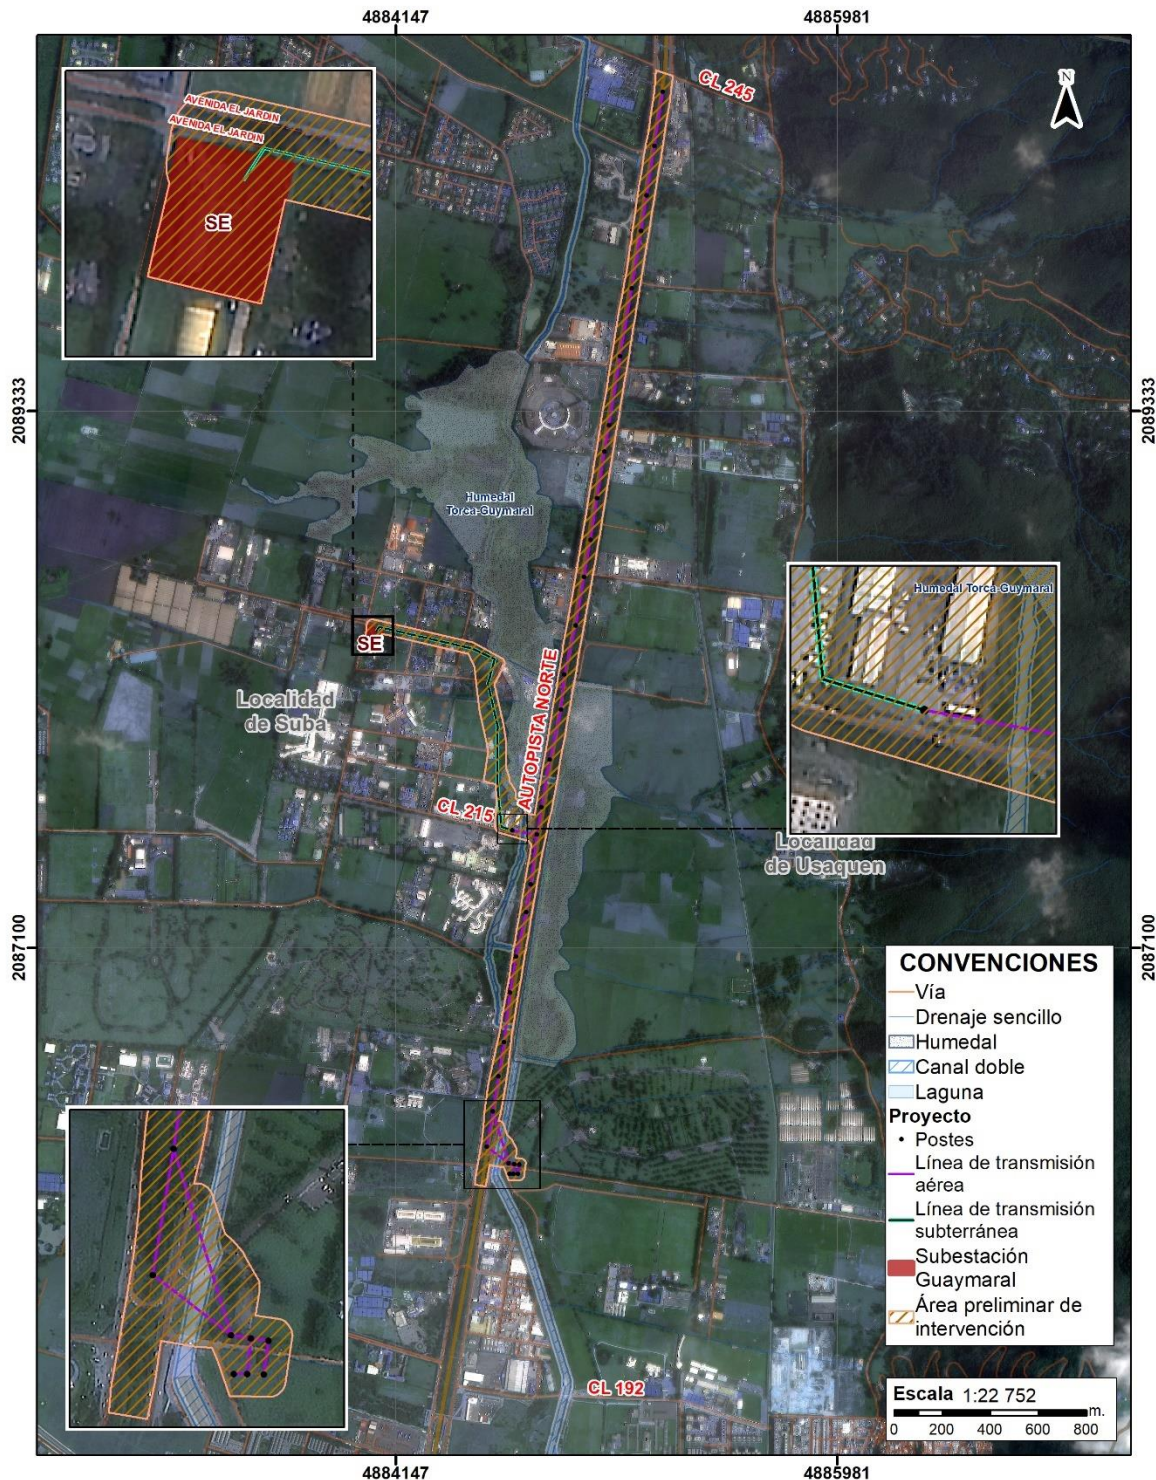 4884147
4885981
N
CL 245
AVENIDA EL JARDIN
AVENIDA EL JARDIN
SE
2089333
2089333
Humedal
Torca-Guymaral
Humedal Torca-Guymaral
SE
Localidad
de Suba
AUTOPISTA NORTE
CL 215
Localidad
de Usaquen
2087100
2087100
CONVENCIONES
Vía
Drenaje sencillo
Humedal
Canal doble
Laguna
Proyecto
Postes
Línea de transmisión
aérea
Línea de transmisión
subterránea
Subestación
Guaymaral
Área preliminar de
intervención
CL 192
Escala 1:22 752
m.
0 200 400 600 800
4884147
4885981